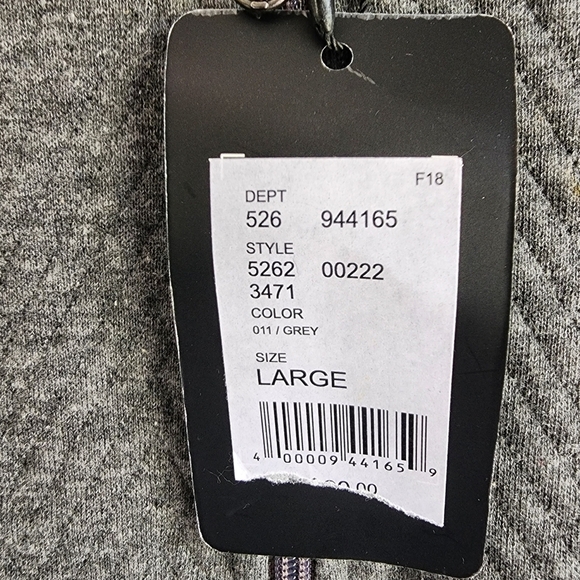 F18
DEPT
526 944165
STYLE
5262 00222
3471
COLOR
011 / GREY
SIZE
LARGE
4 00009 44165 9